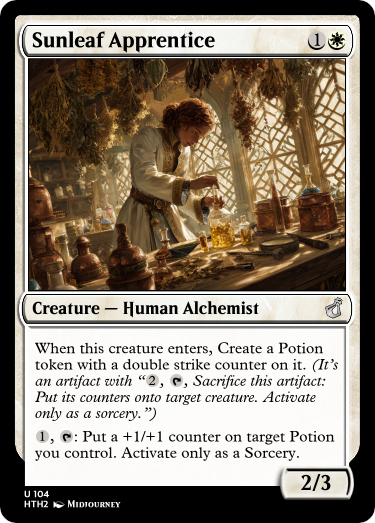 Sunleaf Apprentice 1
Creature — Human Alchemist
When this creature enters, Create a Potion
token with a double strike counter on it. (It's
an artifact with “2, , Sacrifice this artifact:
Put its counters onto target creature. Activate
only as a sorcery.”)
1, : Put a +1/+1 counter on target Potion
you control. Activate only as a Sorcery.
2/3
U 104
HTH2 Midjourney